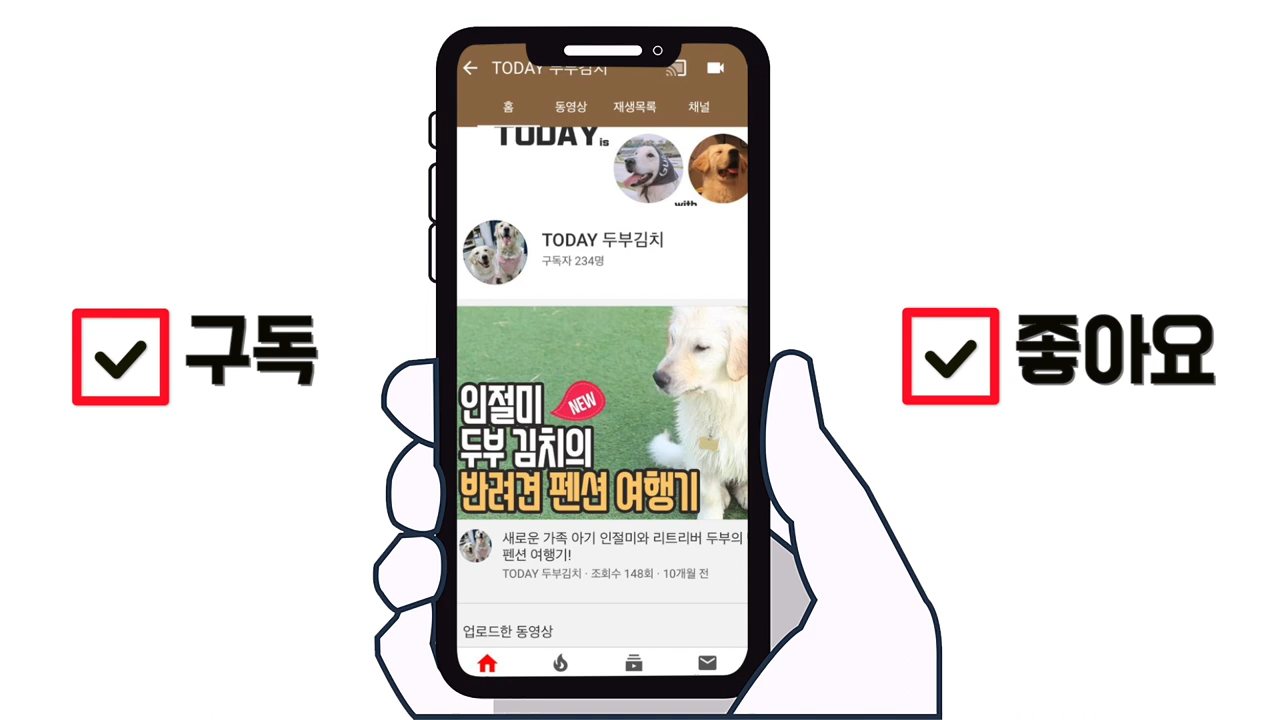 TODAY 두부김치
홈 동영상 재생목록 채널
TODAY is
with
TODAY 두부김치
구독자 234명
구독
좋아요
인절미
NEW
두부 김치의
반려견 펜션 여행기
새로운 가족 아기 인절미와 리트리버 두부의
펜션 여행기!
TODAY 두부김치 · 조회수 148회 · 10개월 전
업로드한 동영상